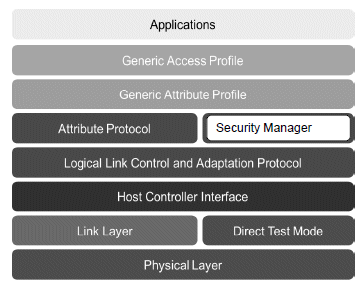 Applications
Generic Access Profile
Generic Attribute Profile
Attribute Protocol
Security Manager
Logical Link Control and Adaptation Protocol
Host Controller Interface
Link Layer
Direct Test Mode
Physical Layer